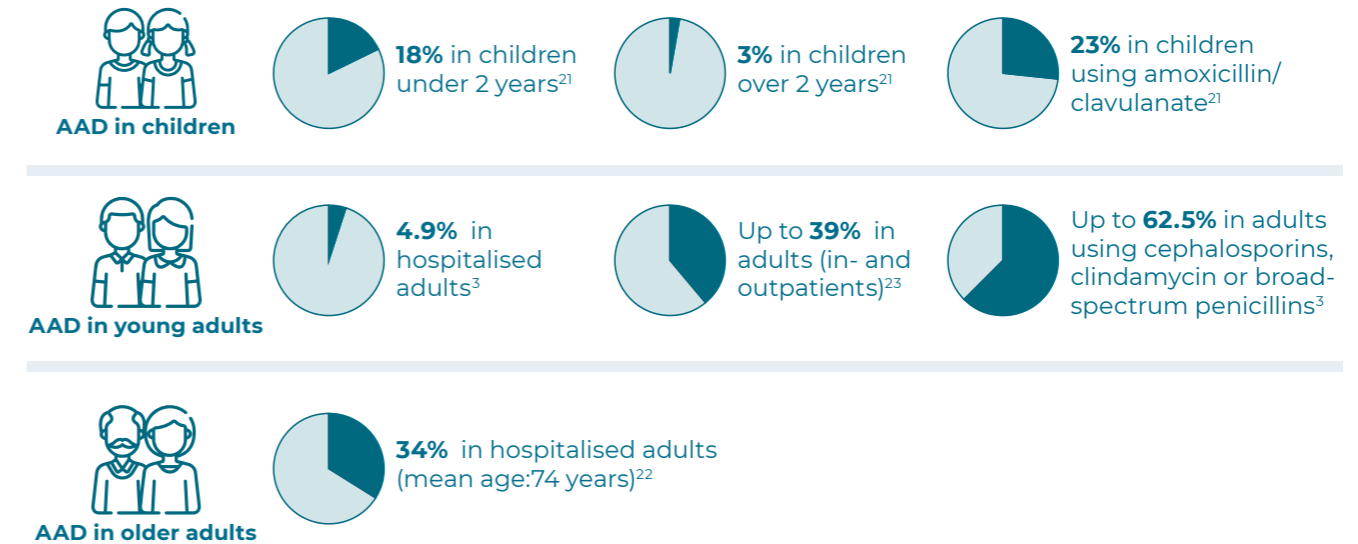 AAD in children
18% in children
under 2 years²¹
3% in children
over 2 years²¹
23% in children
using amoxicillin/
clavulanate²¹
AAD in young adults
4.9% in
hospitalised
adults³
Up to 39% in
adults (in- and
outpatients)²³
Up to 62.5% in adults
using cephalosporins,
clindamycin or broad-
spectrum penicillins³
AAD in older adults
34% in hospitalised adults
(mean age:74 years)²²